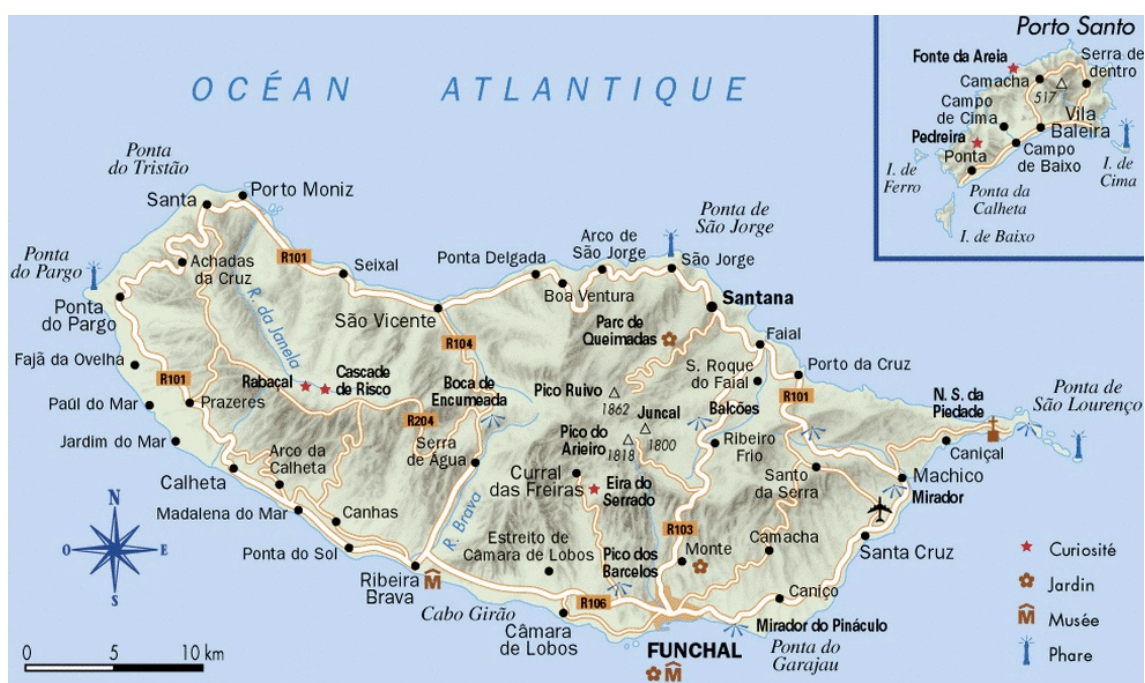 OCÉAN ATLANTIQUE
Porto Santo
Fonte da Areia
Serra de
dentro
Camacha
517
Campo
de Cima
Vila
Baleira
Pedreira
Ponta
Campo
de Baixo
I. de
Ferro
I. de
Cima
Ponta da
Calheta
I. de Baixo
Ponta
do Tristão
Santa
Porto Moniz
Ponta de
São Jorge
Ponta
do Pargo
Achadas
da Cruz
R101
Seixal
Ponta Delgada
Arco de
São Jorge
São Jorge
Boa Ventura
Ponta
do Pargo
R. da Janela
São Vicente
Santana
Parc de
Queimadas
Faial
Fajã da Ovelha
R104
S. Roque
do Faial
Porto da Cruz
R101
Rabaçal
Cascade
de Risco
Boca de
Encumeada
Pico Ruivo
1862
Juncal
1800
Balcões
R101
N. S. da
Piedade
Ponta de
São Lourenço
Paúl do Mar
Prazeres
R204
Pico do
Arieiro
1818
Ribeiro
Frio
Caniçal
Jardim do Mar
Arco da
Calheta
Serra
de Água
Curral
das Freiras
Eira do
Serrado
Santo
da Serra
Machico
Mirador
Calheta
N
O
E
S
Madalena do Mar
Canhas
R. Brava
Estreito de
Câmara de Lobos
R103
Monte
Camacha
Santa Cruz
Ponta do Sol
Pico dos
Barcelos
Ribeira
Brava
M
Cabo Girão
R106
Caniço
Câmara
de Lobos
Mirador do Pináculo
FUNCHAL
M
Ponta do
Garajau
0 5 10 km
Curiosité
Jardin
M Musée
Phare